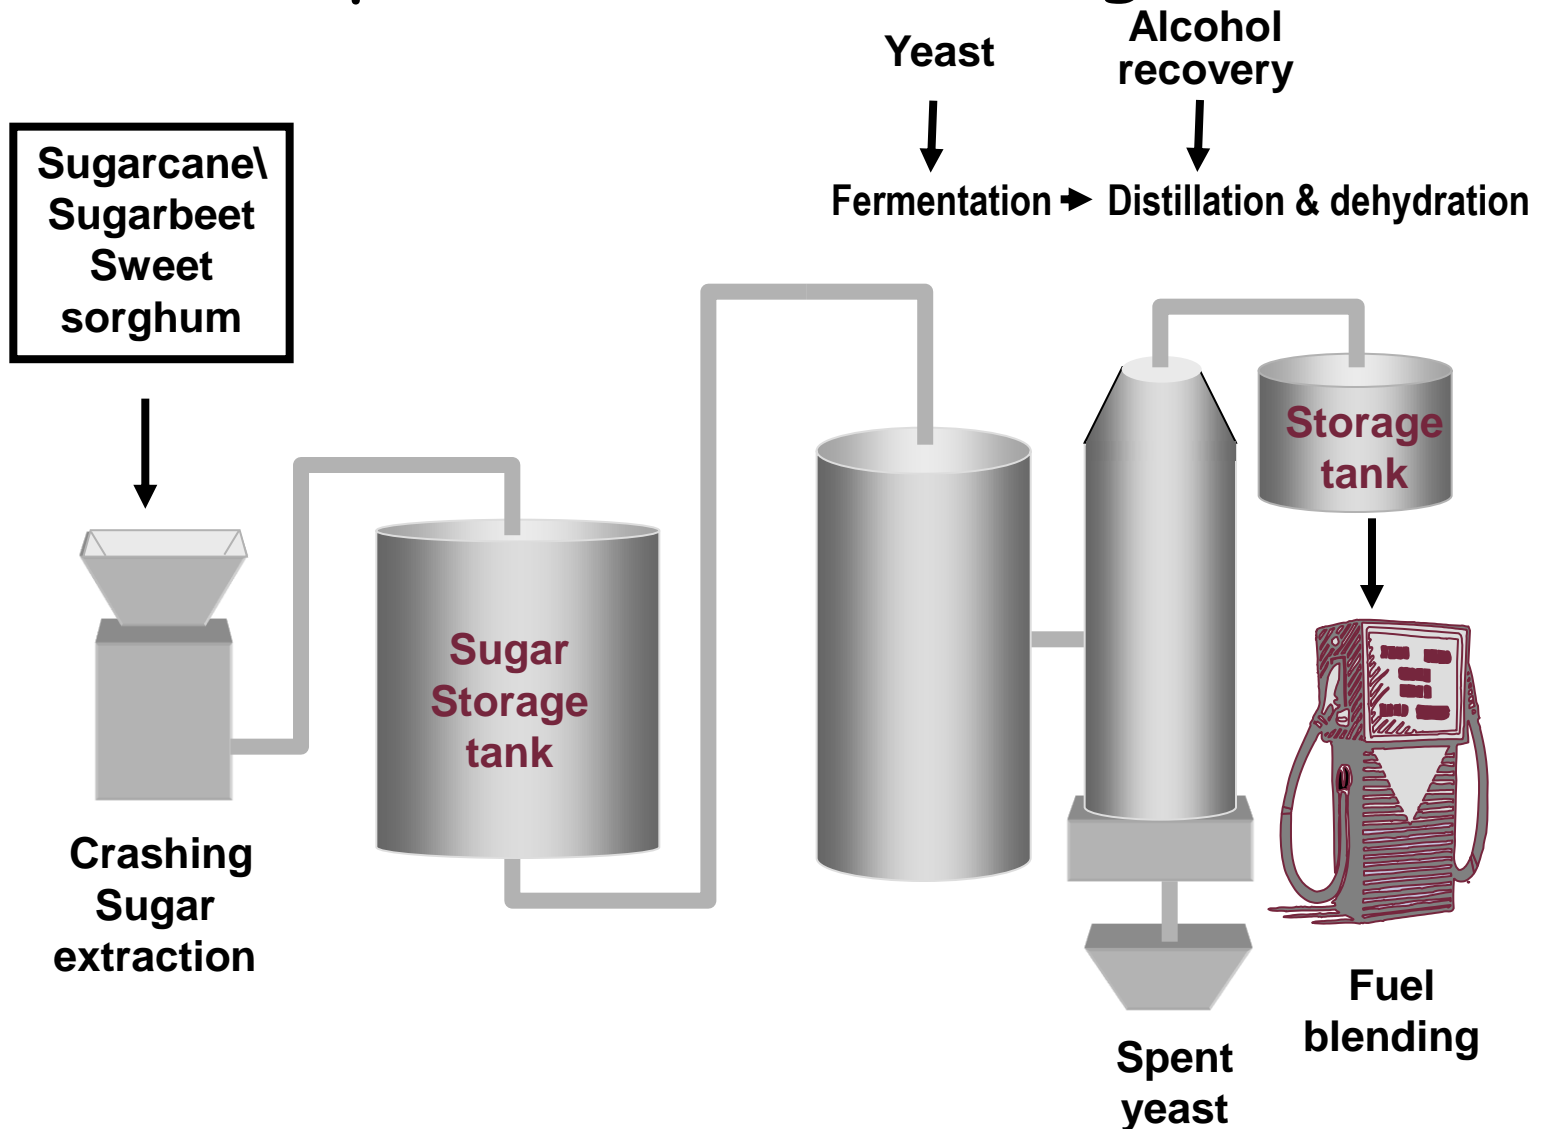 Yeast
Alcohol
recovery
Sugarcane\
Sugarbeet
Sweet
sorghum
Fermentation
Distillation & dehydration
Storage
tank
Sugar
Storage
tank
Crashing
Sugar
extraction
Fuel
blending
Spent
yeast